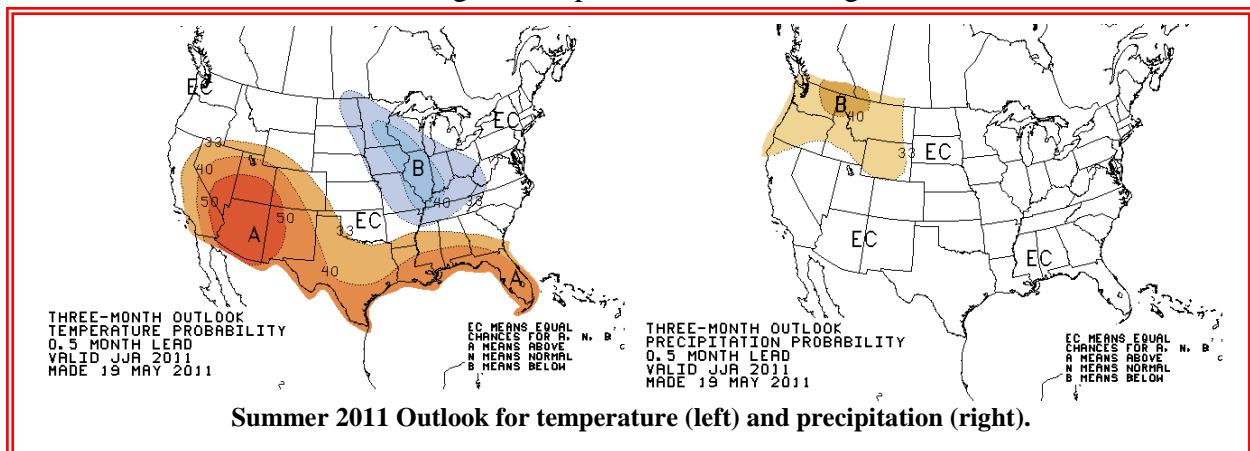 EC
EC
33
40
50
50
A
B
40
33
EC
33
40
A
THREE-MONTH OUTLOOK
TEMPERATURE PROBABILITY
0.5 MONTH LEAD
VALID JJA 2011
MADE 19 MAY 2011
EC MEANS EQUAL
CHANCES FOR A, N, B
A MEANS ABOVE
N MEANS NORMAL
B MEANS BELOW
B
40
33
EC
EC
EC
THREE-MONTH OUTLOOK
PRECIPITATION PROBABILITY
0.5 MONTH LEAD
VALID JJA 2011
MADE 19 MAY 2011
EC MEANS EQUAL
CHANCES FOR A, N, B
A MEANS ABOVE
N MEANS NORMAL
B MEANS BELOW
Summer 2011 Outlook for temperature (left) and precipitation (right).